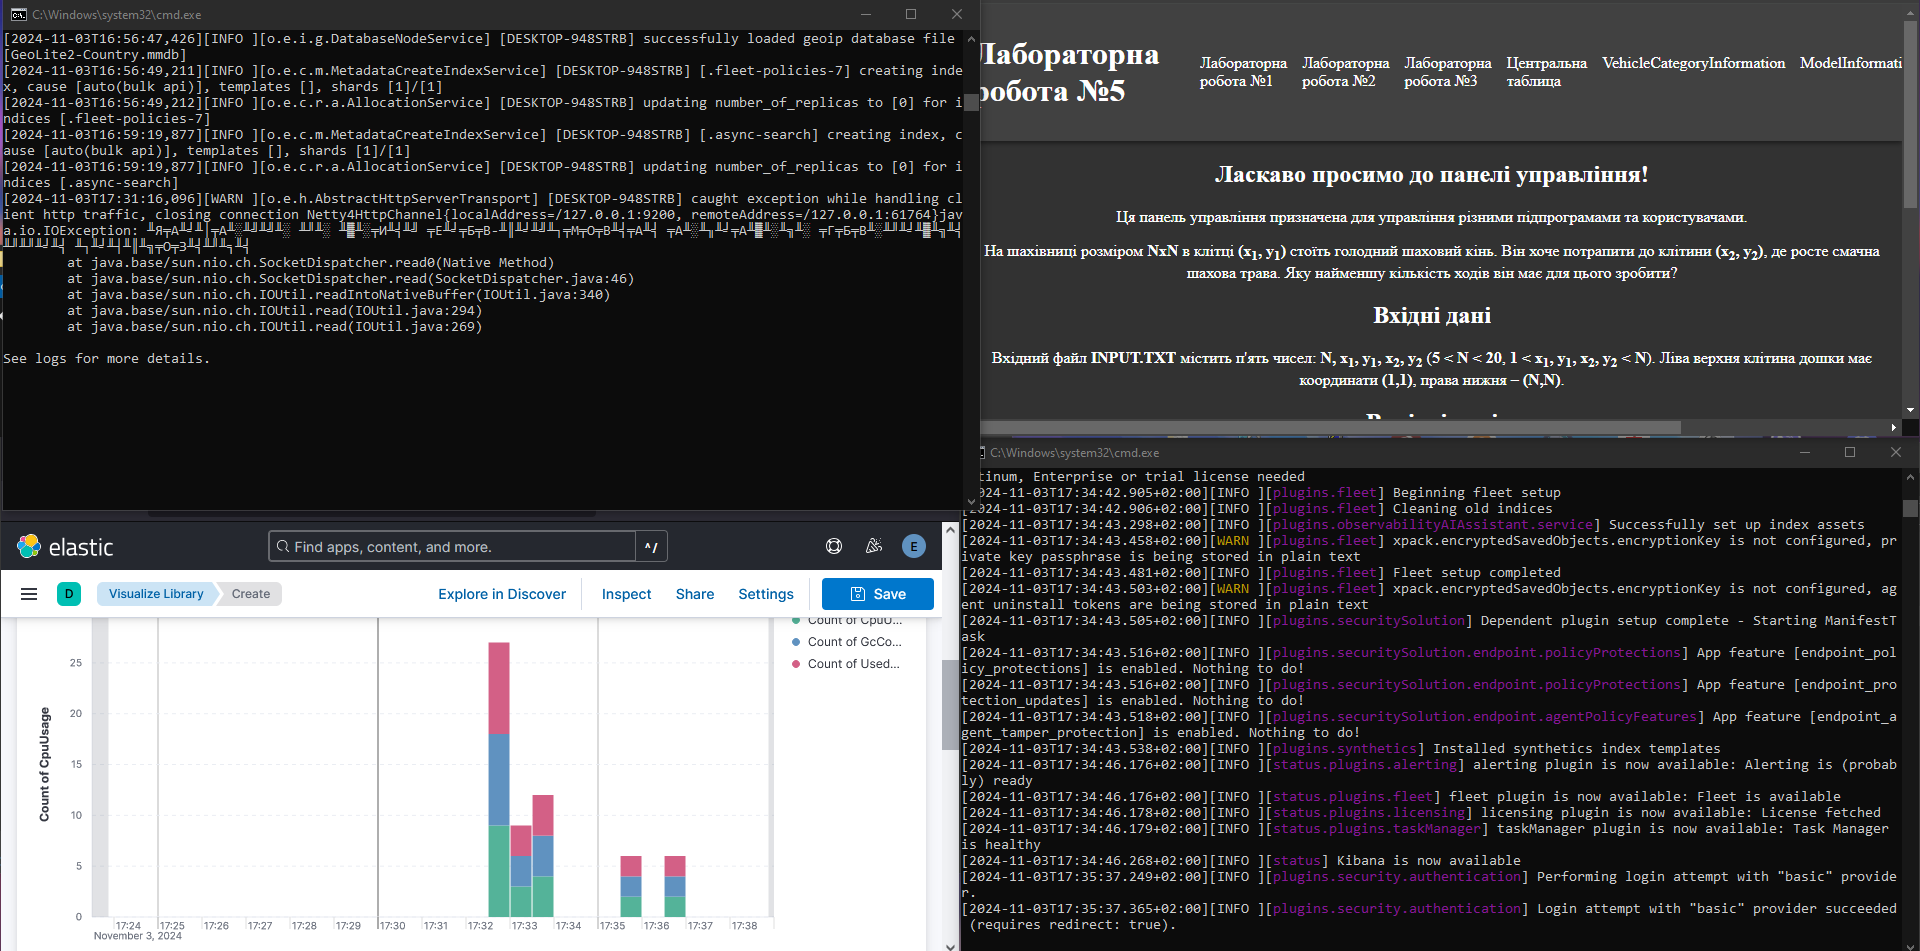 C:\Windows\system32\cmd.exe
[2024-11-03T16:56:47,426][INFO ][o.e.i.g.DatabaseNodeService] [DESKTOP-948STRB] successfully loaded geoip database file
[GeoLite2-Country.mmdb]
[2024-11-03T16:56:49,211][INFO ][o.e.c.m.MetadataCreateIndexService] [DESKTOP-948STRB] [.fleet-policies-7] creating inde
x, cause [auto(bulk api)], templates [], shards [1]/[1]
[2024-11-03T16:56:49,212][INFO ][o.e.c.r.a.AllocationService] [DESKTOP-948STRB] updating number_of_replicas to [0] for i
ndices [.fleet-policies-7]
[2024-11-03T16:59:19,877][INFO ][o.e.c.m.MetadataCreateIndexService] [DESKTOP-948STRB] [.async-search] creating index, c
ause [auto(bulk api)], templates [], shards [1]/[1]
[2024-11-03T16:59:19,877][INFO ][o.e.c.r.a.AllocationService] [DESKTOP-948STRB] updating number_of_replicas to [0] for i
ndices [.async-search]
[2024-11-03T17:31:16,096][WARN ][o.e.h.AbstractHttpServerTransport] [DESKTOP-948STRB] caught exception while handling cl
ient http traffic, closing connection Netty4HttpChannel{localAddress=/127.0.0.1:9200, remoteAddress=/127.0.0.1:61764}jav
a.io.IOException:
at java.base/sun.nio.ch.SocketDispatcher.read0(Native Method)
at java.base/sun.nio.ch.SocketDispatcher.read(SocketDispatcher.java:46)
at java.base/sun.nio.ch.IOUtil.readIntoNativeBuffer(IOUtil.java:340)
at java.base/sun.nio.ch.IOUtil.read(IOUtil.java:294)
at java.base/sun.nio.ch.IOUtil.read(IOUtil.java:269)
See logs for more details.
Лабораторна
робота №5
Лабораторна
робота №1
Лабораторна
робота №2
Лабораторна
робота №3
Центральна
таблица
VehicleCategoryInformation
ModelInformati
Ласкаво просимо до панелі управління!
Ця панель управління призначена для управління різними підпрограмами та користувачами.
На шахівниці розміром NxN в клітці (x1, y1) стоїть голодний шаховий кінь. Він хоче потрапити до клітини (x2, y2), де росте смачна
шахова трава. Яку найменшу кількість ходів він має для цього зробити?
Вхідні дані
Вхідний файл INPUT.TXT містить п'ять чисел: N, x1, y1, x2, y2 (5 < N < 20, 1 < x1, y1, x2, y2 < N). Ліва верхня клітина дошки має
координати (1,1), права нижня – (N,N).
elastic
Find apps, content, and more.
^/
E
D
Visualize Library
Create
Explore in Discover
Inspect
Share
Settings
Save
Count of CpuU...
Count of GcCo...
Count of Used...
Count of CpuUsage
25
20
15
10
5
0
17:24 17:25 17:26 17:27 17:28 17:29 17:30 17:31 17:32 17:33 17:34 17:35 17:36 17:37 17:38
November 3, 2024
C:\Windows\system32\cmd.exe
tinum, Enterprise or trial license needed
[2024-11-03T17:34:42.905+02:00][INFO ][plugins.fleet] Beginning fleet setup
[2024-11-03T17:34:42.906+02:00][INFO ][plugins.fleet] Cleaning old indices
[2024-11-03T17:34:43.298+02:00][INFO ][plugins.observabilityAIAssistant.service] Successfully set up index assets
[2024-11-03T17:34:43.458+02:00][WARN ][plugins.fleet] xpack.encryptedSavedObjects.encryptionKey is not configured, pr
ivate key passphrase is being stored in plain text
[2024-11-03T17:34:43.481+02:00][INFO ][plugins.fleet] Fleet setup completed
[2024-11-03T17:34:43.503+02:00][WARN ][plugins.fleet] xpack.encryptedSavedObjects.encryptionKey is not configured, ag
ent uninstall tokens are being stored in plain text
[2024-11-03T17:34:43.505+02:00][INFO ][plugins.securitySolution] Dependent plugin setup complete - Starting ManifestT
ask
[2024-11-03T17:34:43.516+02:00][INFO ][plugins.securitySolution.endpoint.policyProtections] App feature [endpoint_pol
icy_protections] is enabled. Nothing to do!
[2024-11-03T17:34:43.516+02:00][INFO ][plugins.securitySolution.endpoint.policyProtections] App feature [endpoint_pro
tection_updates] is enabled. Nothing to do!
[2024-11-03T17:34:43.518+02:00][INFO ][plugins.securitySolution.endpoint.agentPolicyFeatures] App feature [endpoint_a
gent_tamper_protection] is enabled. Nothing to do!
[2024-11-03T17:34:43.538+02:00][INFO ][plugins.synthetics] Installed synthetics index templates
[2024-11-03T17:34:46.176+02:00][INFO ][status.plugins.alerting] alerting plugin is now available: Alerting is (probab
ly) ready
[2024-11-03T17:34:46.176+02:00][INFO ][status.plugins.fleet] fleet plugin is now available: Fleet is available
[2024-11-03T17:34:46.178+02:00][INFO ][status.plugins.licensing] licensing plugin is now available: License fetched
[2024-11-03T17:34:46.179+02:00][INFO ][status.plugins.taskManager] taskManager plugin is now available: Task Manager
is healthy
[2024-11-03T17:34:46.268+02:00][INFO ][status] Kibana is now available
[2024-11-03T17:35:37.249+02:00][INFO ][plugins.security.authentication] Performing login attempt with "basic" provide
r.
[2024-11-03T17:35:37.365+02:00][INFO ][plugins.security.authentication] Login attempt with "basic" provider succeeded
(requires redirect: true).